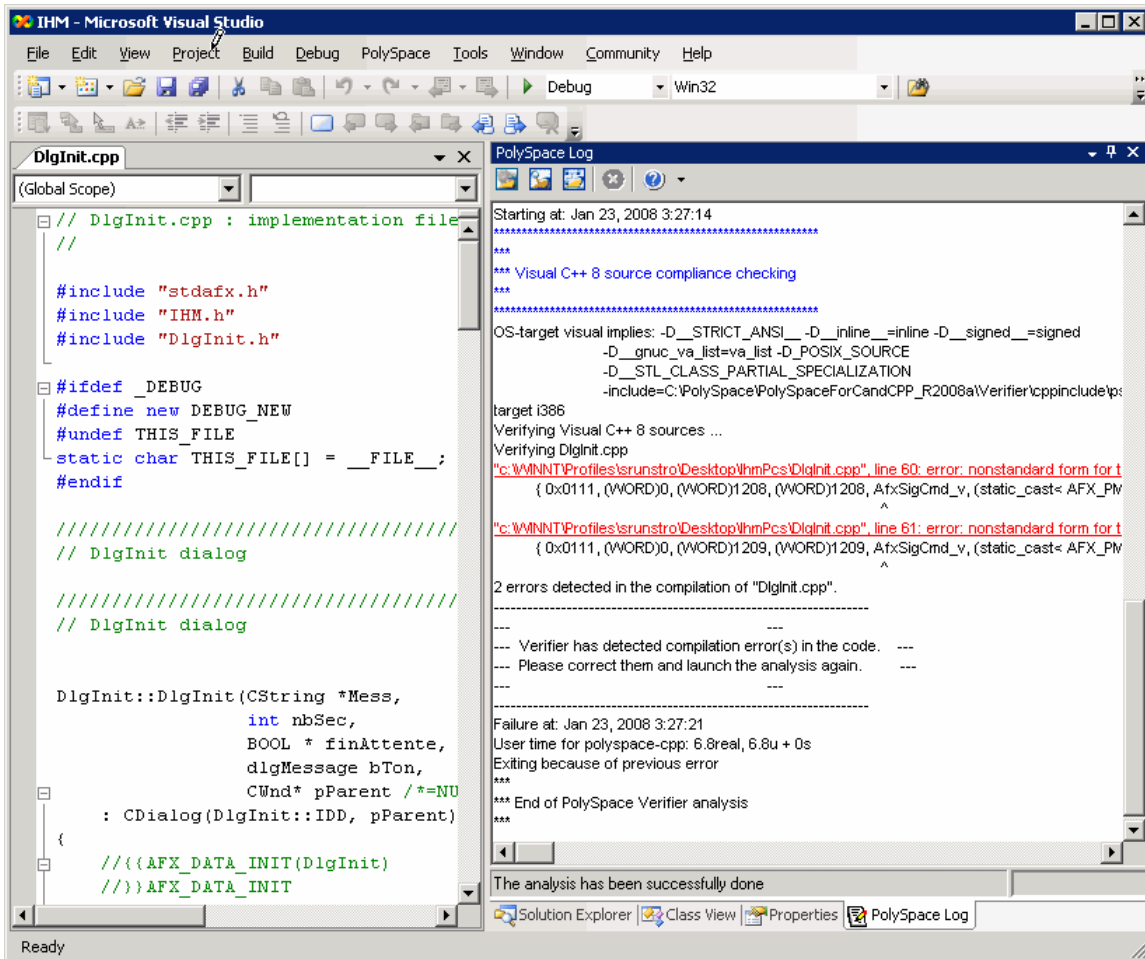 IHM - Microsoft Visual Studio
File Edit View Project Build Debug PolySpace Tools Window Community Help
Debug Win32
DlgInit.cpp
(Global Scope)
// DlgInit.cpp : implementation file
//
#include "stdafx.h"
#include "IHM.h"
#include "DlgInit.h"
#ifdef _DEBUG
#define new DEBUG_NEW
#undef THIS_FILE
static char THIS_FILE[] = __FILE__;
#endif
////////////////////////////////////
// DlgInit dialog
////////////////////////////////////
// DlgInit dialog
DlgInit::DlgInit(CString *Mess,
int nbSec,
BOOL * finAttente,
dlgMessage bTon,
CWnd* pParent /*=NU
: CDialog(DlgInit::IDD, pParent)
{
//{{AFX_DATA_INIT(DlgInit)
//}}AFX_DATA_INIT
PolySpace Log
Starting at: Jan 23, 2008 3:27:14
**********************************************************
***
*** Visual C++ 8 source compliance checking
***
**********************************************************
OS-target visual implies: -D__STRICT_ANSI__ -D__inline__=inline -D__signed__=signed
-D__gnuc_va_list=va_list -D_POSIX_SOURCE
-D__STL_CLASS_PARTIAL_SPECIALIZATION
-include=C:\PolySpace\PolySpaceForCandCPP_R2008a\Verifier\cppinclude\ps
target i386
Verifying Visual C++ 8 sources ...
Verifying DlgInit.cpp
"c:\WINNT\Profiles\srunstro\Desktop\IhmPcs\DlgInit.cpp", line 60: error: nonstandard form for t
{ 0x0111, (WORD)0, (WORD)1208, (WORD)1208, AfxSigCmd_v, (static_cast< AFX_PM
^
"c:\WINNT\Profiles\srunstro\Desktop\IhmPcs\DlgInit.cpp", line 61: error: nonstandard form for t
{ 0x0111, (WORD)0, (WORD)1209, (WORD)1209, AfxSigCmd_v, (static_cast< AFX_PM
^
2 errors detected in the compilation of "DlgInit.cpp".
--------------------------------------------------------------------
--- ---
--- Verifier has detected compilation error(s) in the code. ---
--- Please correct them and launch the analysis again. ---
--- ---
--------------------------------------------------------------------
Failure at: Jan 23, 2008 3:27:21
User time for polyspace-cpp: 6.8real, 6.8u + 0s
Exiting because of previous error
***
*** End of PolySpace Verifier analysis
***
The analysis has been successfully done
Solution Explorer Class View Properties PolySpace Log
Ready